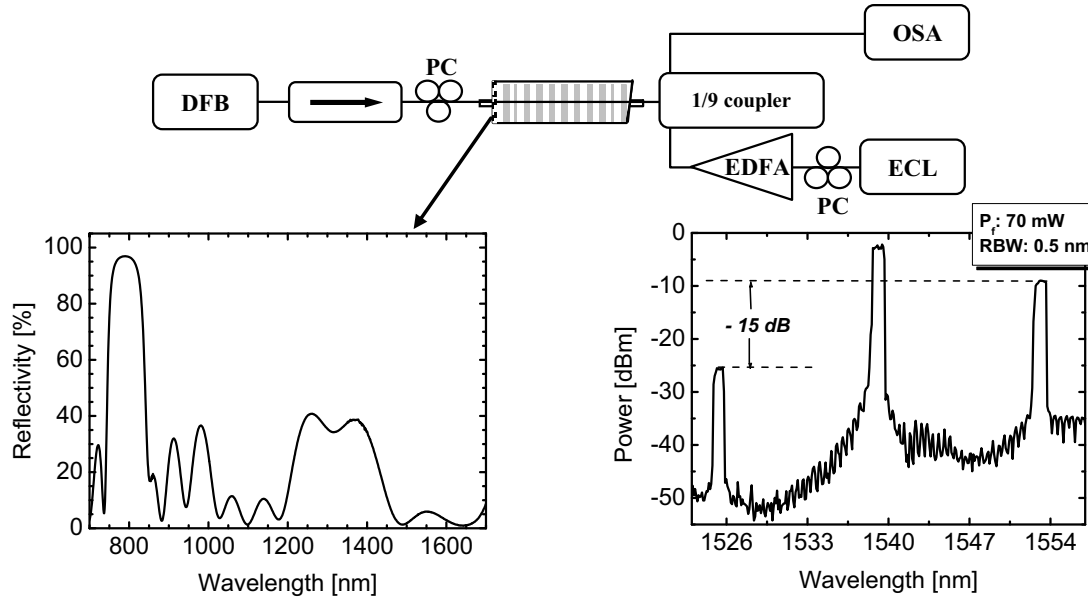 OSA
PC
DFB
1/9 coupler
EDFA
ECL
PC
100
80
60
40
20
0
Reflectivity [%]
800 1000 1200 1400 1600
Wavelength [nm]
P_f: 70 mW
RBW: 0.5 nm
0
-10
-20
-30
-40
-50
- 15 dB
Power [dBm]
1526 1533 1540 1547 1554
Wavelength [nm]